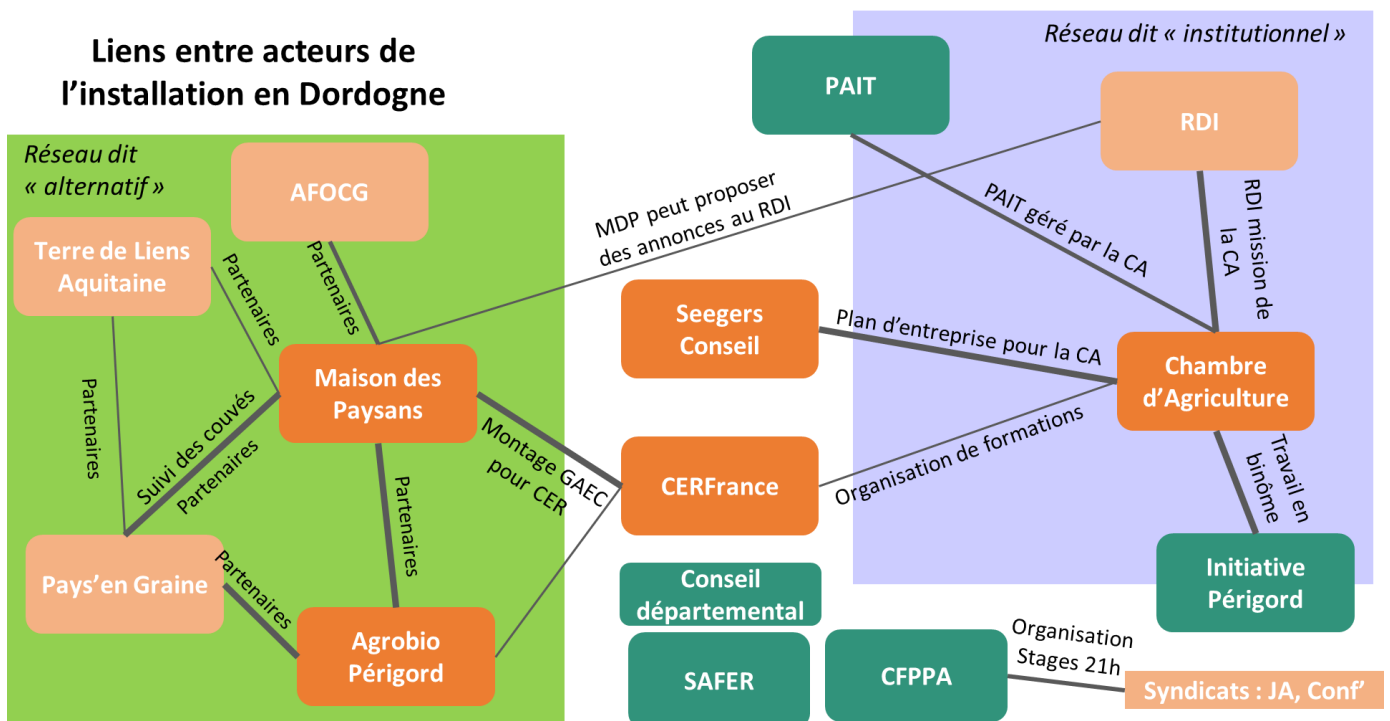 Liens entre acteurs de
l’installation en Dordogne
Réseau dit « institutionnel »
PAIT
RDI
Réseau dit
« alternatif »
AFOCG
Terre de Liens
Aquitaine
Partenaires
Partenaires
MDP peut proposer
des annonces au RDI
PAIT géré par la CA
RDI mission de
la CA
Seegers
Conseil
Plan d’entreprise pour la CA
Chambre
d’Agriculture
Maison des
Paysans
Partenaires
Suivi des couvés
Partenaires
Montage GAEC
pour CER
CERFrance
Organisation de formations
Travail en
binôme
Partenaires
Pays’en Graine
Partenaires
Agrobio
Périgord
Conseil
départemental
Initiative
Périgord
SAFER
CFPPA
Organisation
Stages 21h
Syndicats : JA, Conf’